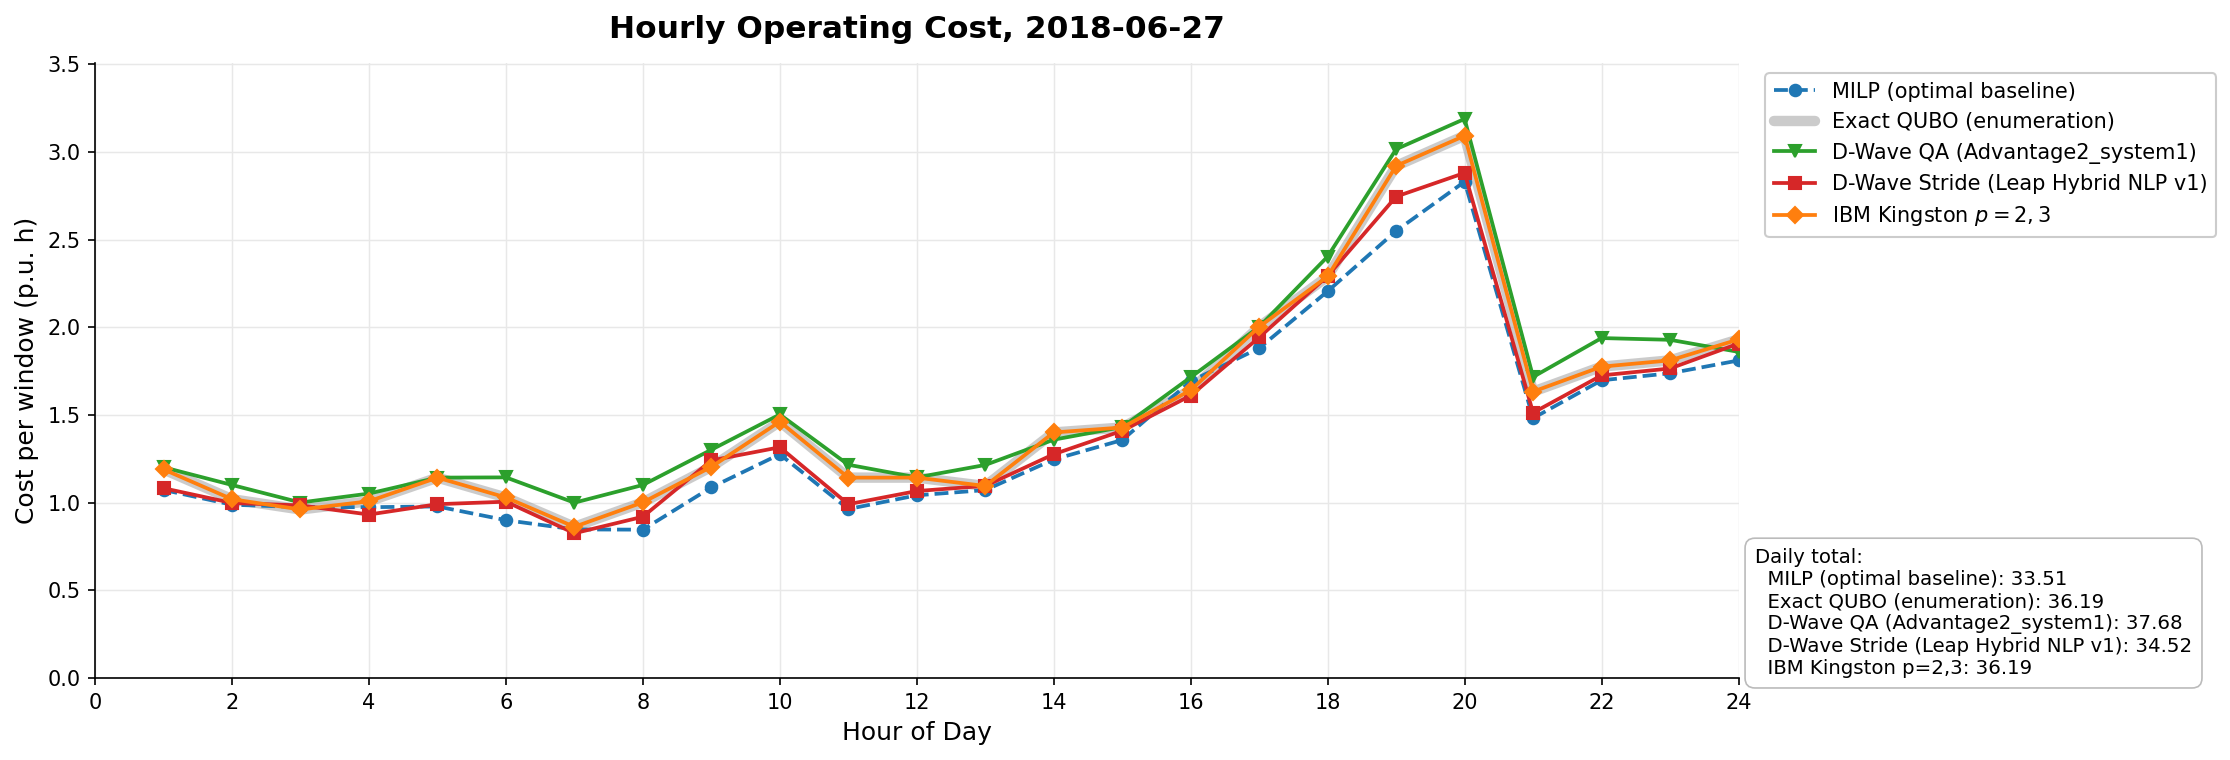 Hourly Operating Cost, 2018-06-27
Cost per window (p.u. h)
3.5
3.0
2.5
2.0
1.5
1.0
0.5
0.0
0 2 4 6 8 10 12 14 16 18 20 22 24
Hour of Day
MILP (optimal baseline)
Exact QUBO (enumeration)
D-Wave QA (Advantage2_system1)
D-Wave Stride (Leap Hybrid NLP v1)
IBM Kingston p = 2, 3
Daily total:
MILP (optimal baseline): 33.51
Exact QUBO (enumeration): 36.19
D-Wave QA (Advantage2_system1): 37.68
D-Wave Stride (Leap Hybrid NLP v1): 34.52
IBM Kingston p=2,3: 36.19